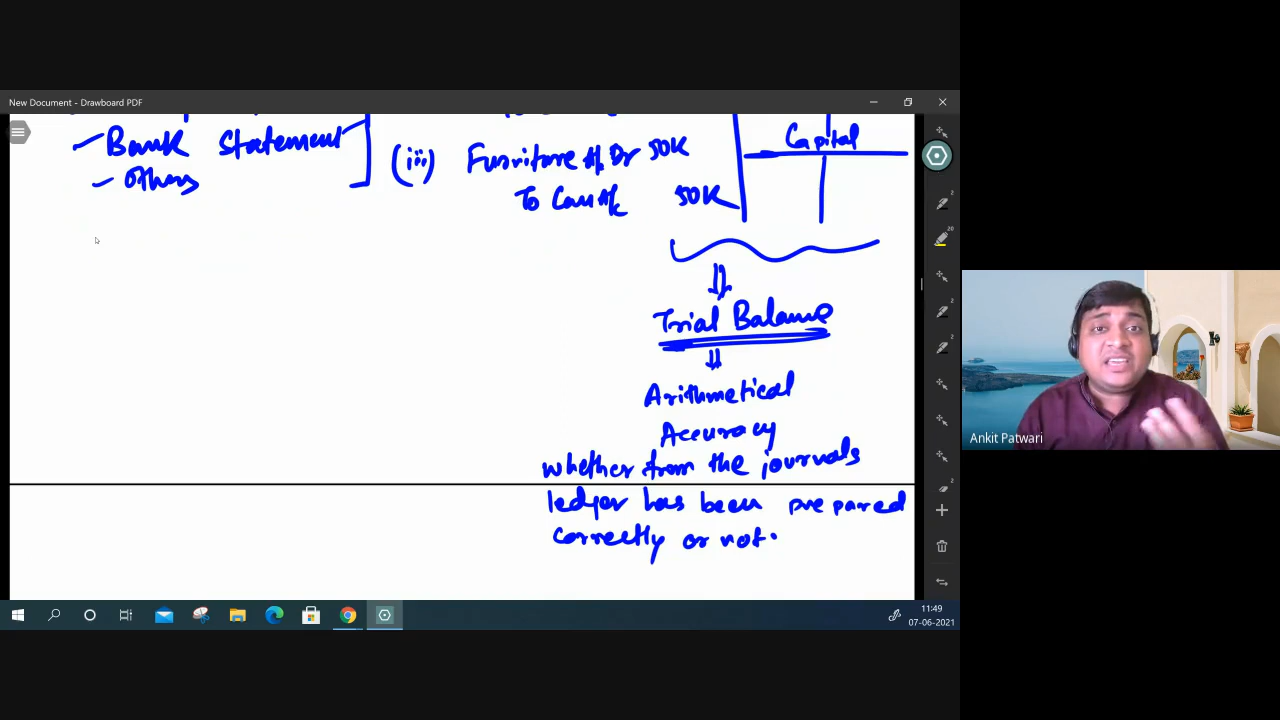 New Document - Drawboard PDF
Bank Statement
Others
(iii) Furniture A/c Dr 50K
To Cash A/c 50K
Capital
Trial Balance
Arithmetical
Accuracy
whether from the journals
ledger has been prepared
correctly or not.
Ankit Patwari
11:49
07-06-2021